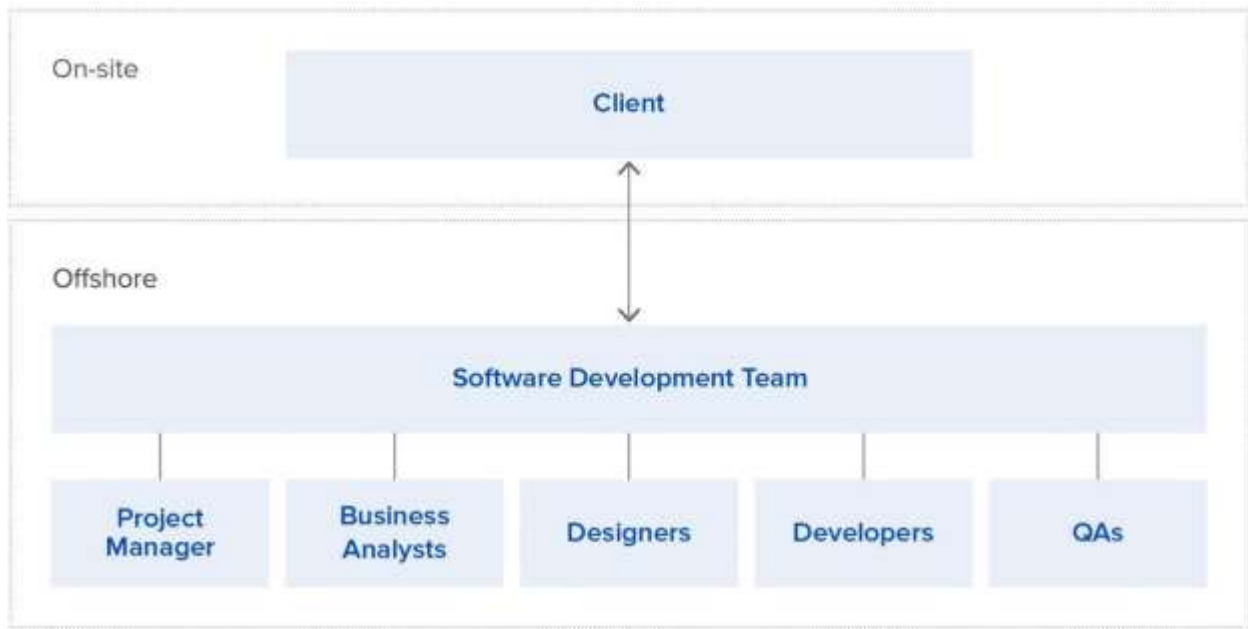 On-site
Client
Offshore
Software Development Team
Project
Manager
Business
Analysts
Designers
Developers
QAs